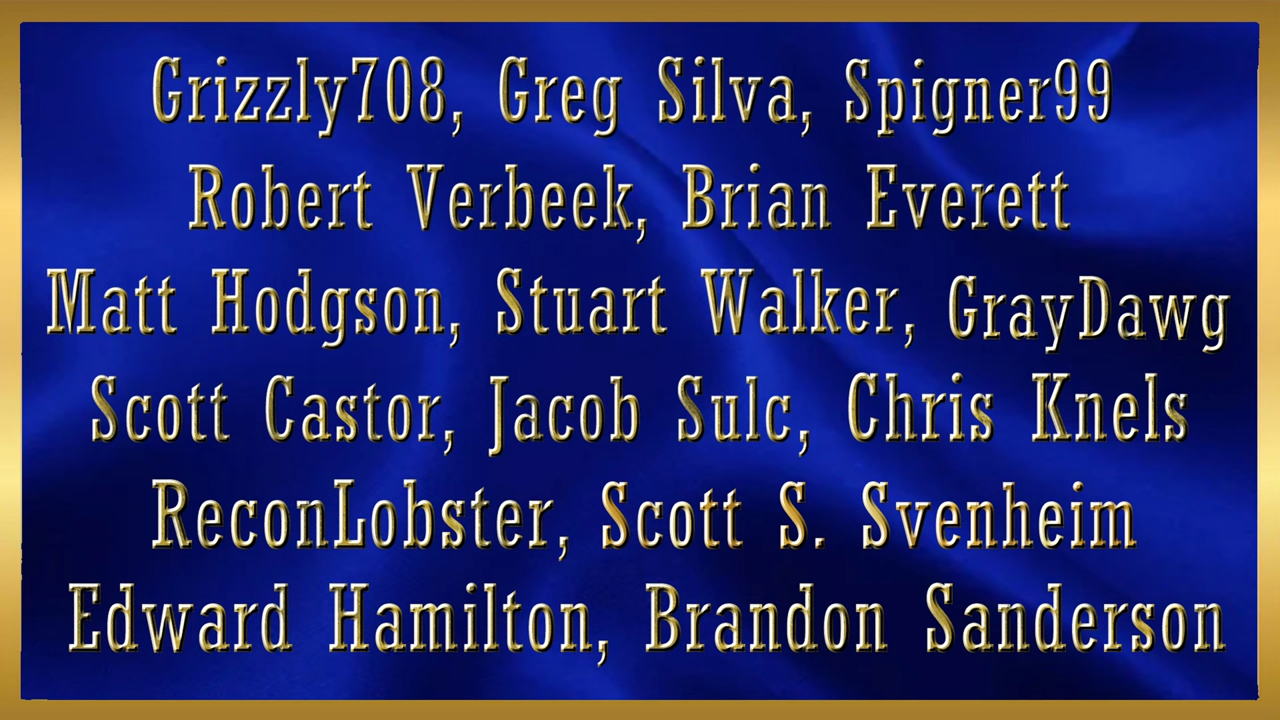 Grizzly708, Greg Silva, Spigner99
Robert Verbeek, Brian Everett
Matt Hodgson, Stuart Walker, GrayDawg
Scott Castor, Jacob Sulc, Chris Knels
ReconLobster, Scott S. Svenheim
Edward Hamilton, Brandon Sanderson